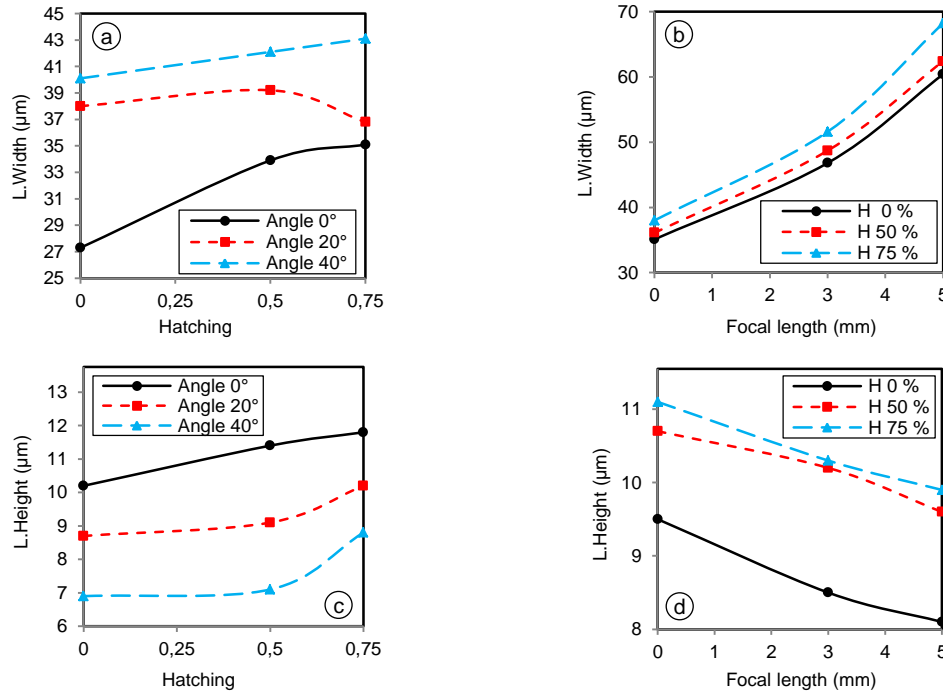 a
L.Width (µm)
45
43
41
39
37
35
33
31
29
27
25
Angle 0°
Angle 20°
Angle 40°
0
0,25
0,5
0,75
Hatching
b
L.Width (µm)
70
60
50
40
30
H 0 %
H 50 %
H 75 %
0
1
2
3
4
5
Focal length (mm)
c
L.Height (µm)
13
12
11
10
9
8
7
6
Angle 0°
Angle 20°
Angle 40°
0
0,25
0,5
0,75
Hatching
d
L.Height (µm)
11
10
9
8
H 0 %
H 50 %
H 75 %
0
1
2
3
4
5
Focal length (mm)